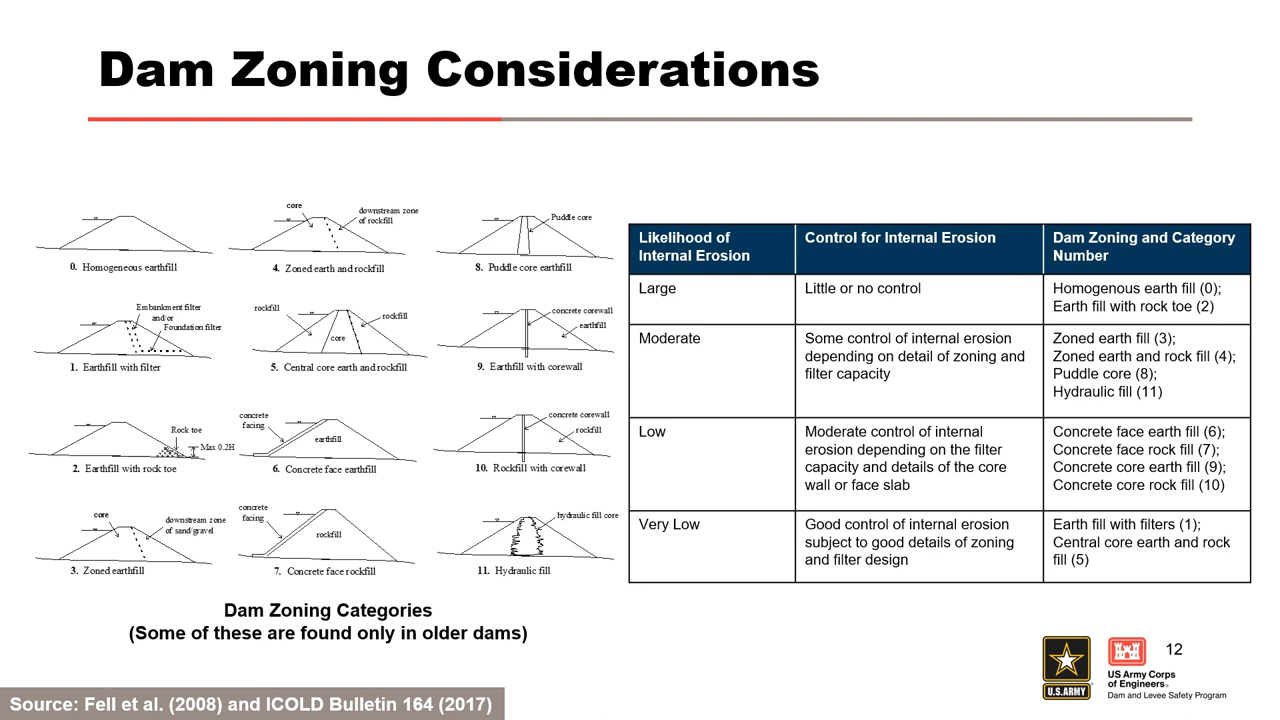 Dam Zoning Considerations
core
downstream zone
of rockfill
Puddle core
0. Homogeneous earthfill
4. Zoned earth and rockfill
8. Puddle core earthfill
Embankment filter
and/or
Foundation filter
rockfill
rockfill
core
concrete corewall
earthfill
1. Earthfill with filter
5. Central core earth and rockfill
9. Earthfill with corewall
Rock toe
Max 0.2H
concrete
facing
earthfill
concrete corewall
rockfill
2. Earthfill with rock toe
6. Concrete face earthfill
10. Rockfill with corewall
core
downstream zone
of sand/gravel
concrete
facing
rockfill
hydraulic fill core
3. Zoned earthfill
7. Concrete face rockfill
11. Hydraulic fill
Dam Zoning Categories
(Some of these are found only in older dams)
Likelihood of
Internal Erosion
Control for Internal Erosion
Dam Zoning and Category
Number
Large
Little or no control
Homogenous earth fill (0);
Earth fill with rock toe (2)
Moderate
Some control of internal erosion
depending on detail of zoning and
filter capacity
Zoned earth fill (3);
Zoned earth and rock fill (4);
Puddle core (8);
Hydraulic fill (11)
Low
Moderate control of internal
erosion depending on the filter
capacity and details of the core
wall or face slab
Concrete face earth fill (6);
Concrete face rock fill (7);
Concrete core earth fill (9);
Concrete core rock fill (10)
Very Low
Good control of internal erosion
subject to good details of zoning
and filter design
Earth fill with filters (1);
Central core earth and rock
fill (5)
U.S.ARMY
US Army Corps
of Engineers®
Dam and Levee Safety Program
12
Source: Fell et al. (2008) and ICOLD Bulletin 164 (2017)